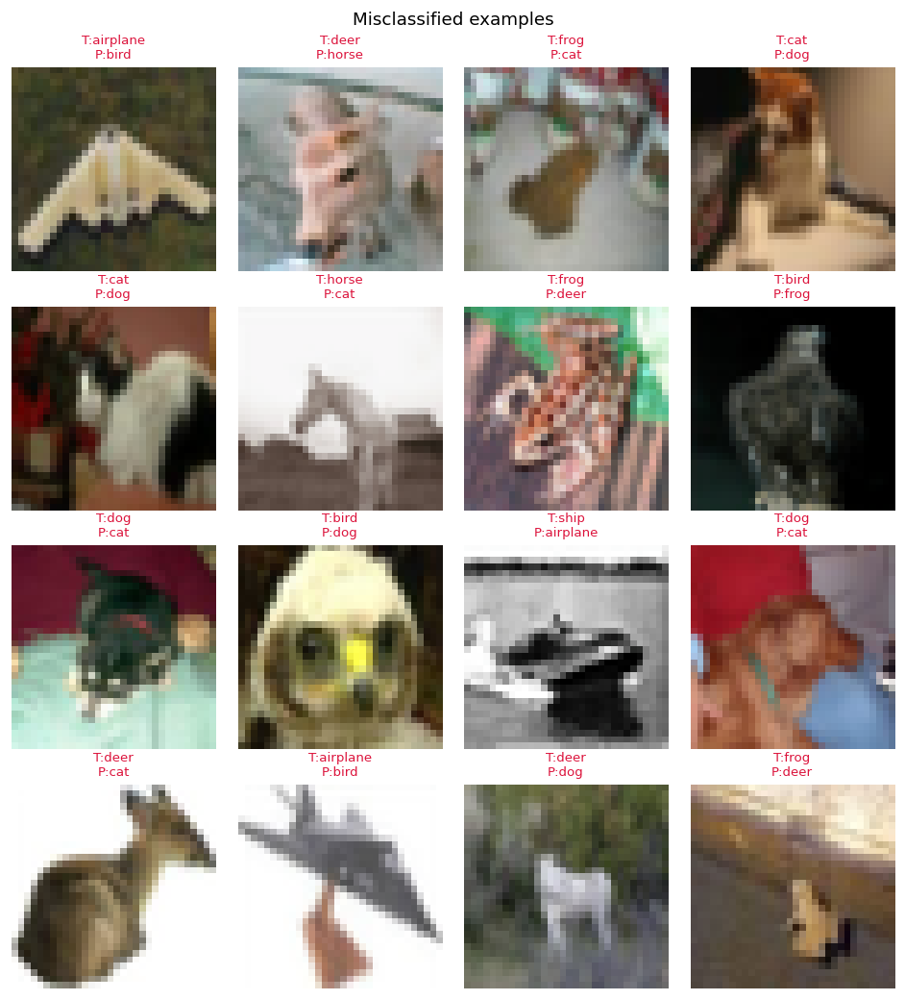 Misclassified examples
T:airplane
P:bird
T:deer
P:horse
T:frog
P:cat
T:cat
P:dog
T:cat
P:dog
T:horse
P:cat
T:frog
P:deer
T:bird
P:frog
T:dog
P:cat
T:bird
P:dog
T:ship
P:airplane
T:dog
P:cat
T:deer
P:cat
T:airplane
P:bird
T:deer
P:dog
T:frog
P:deer